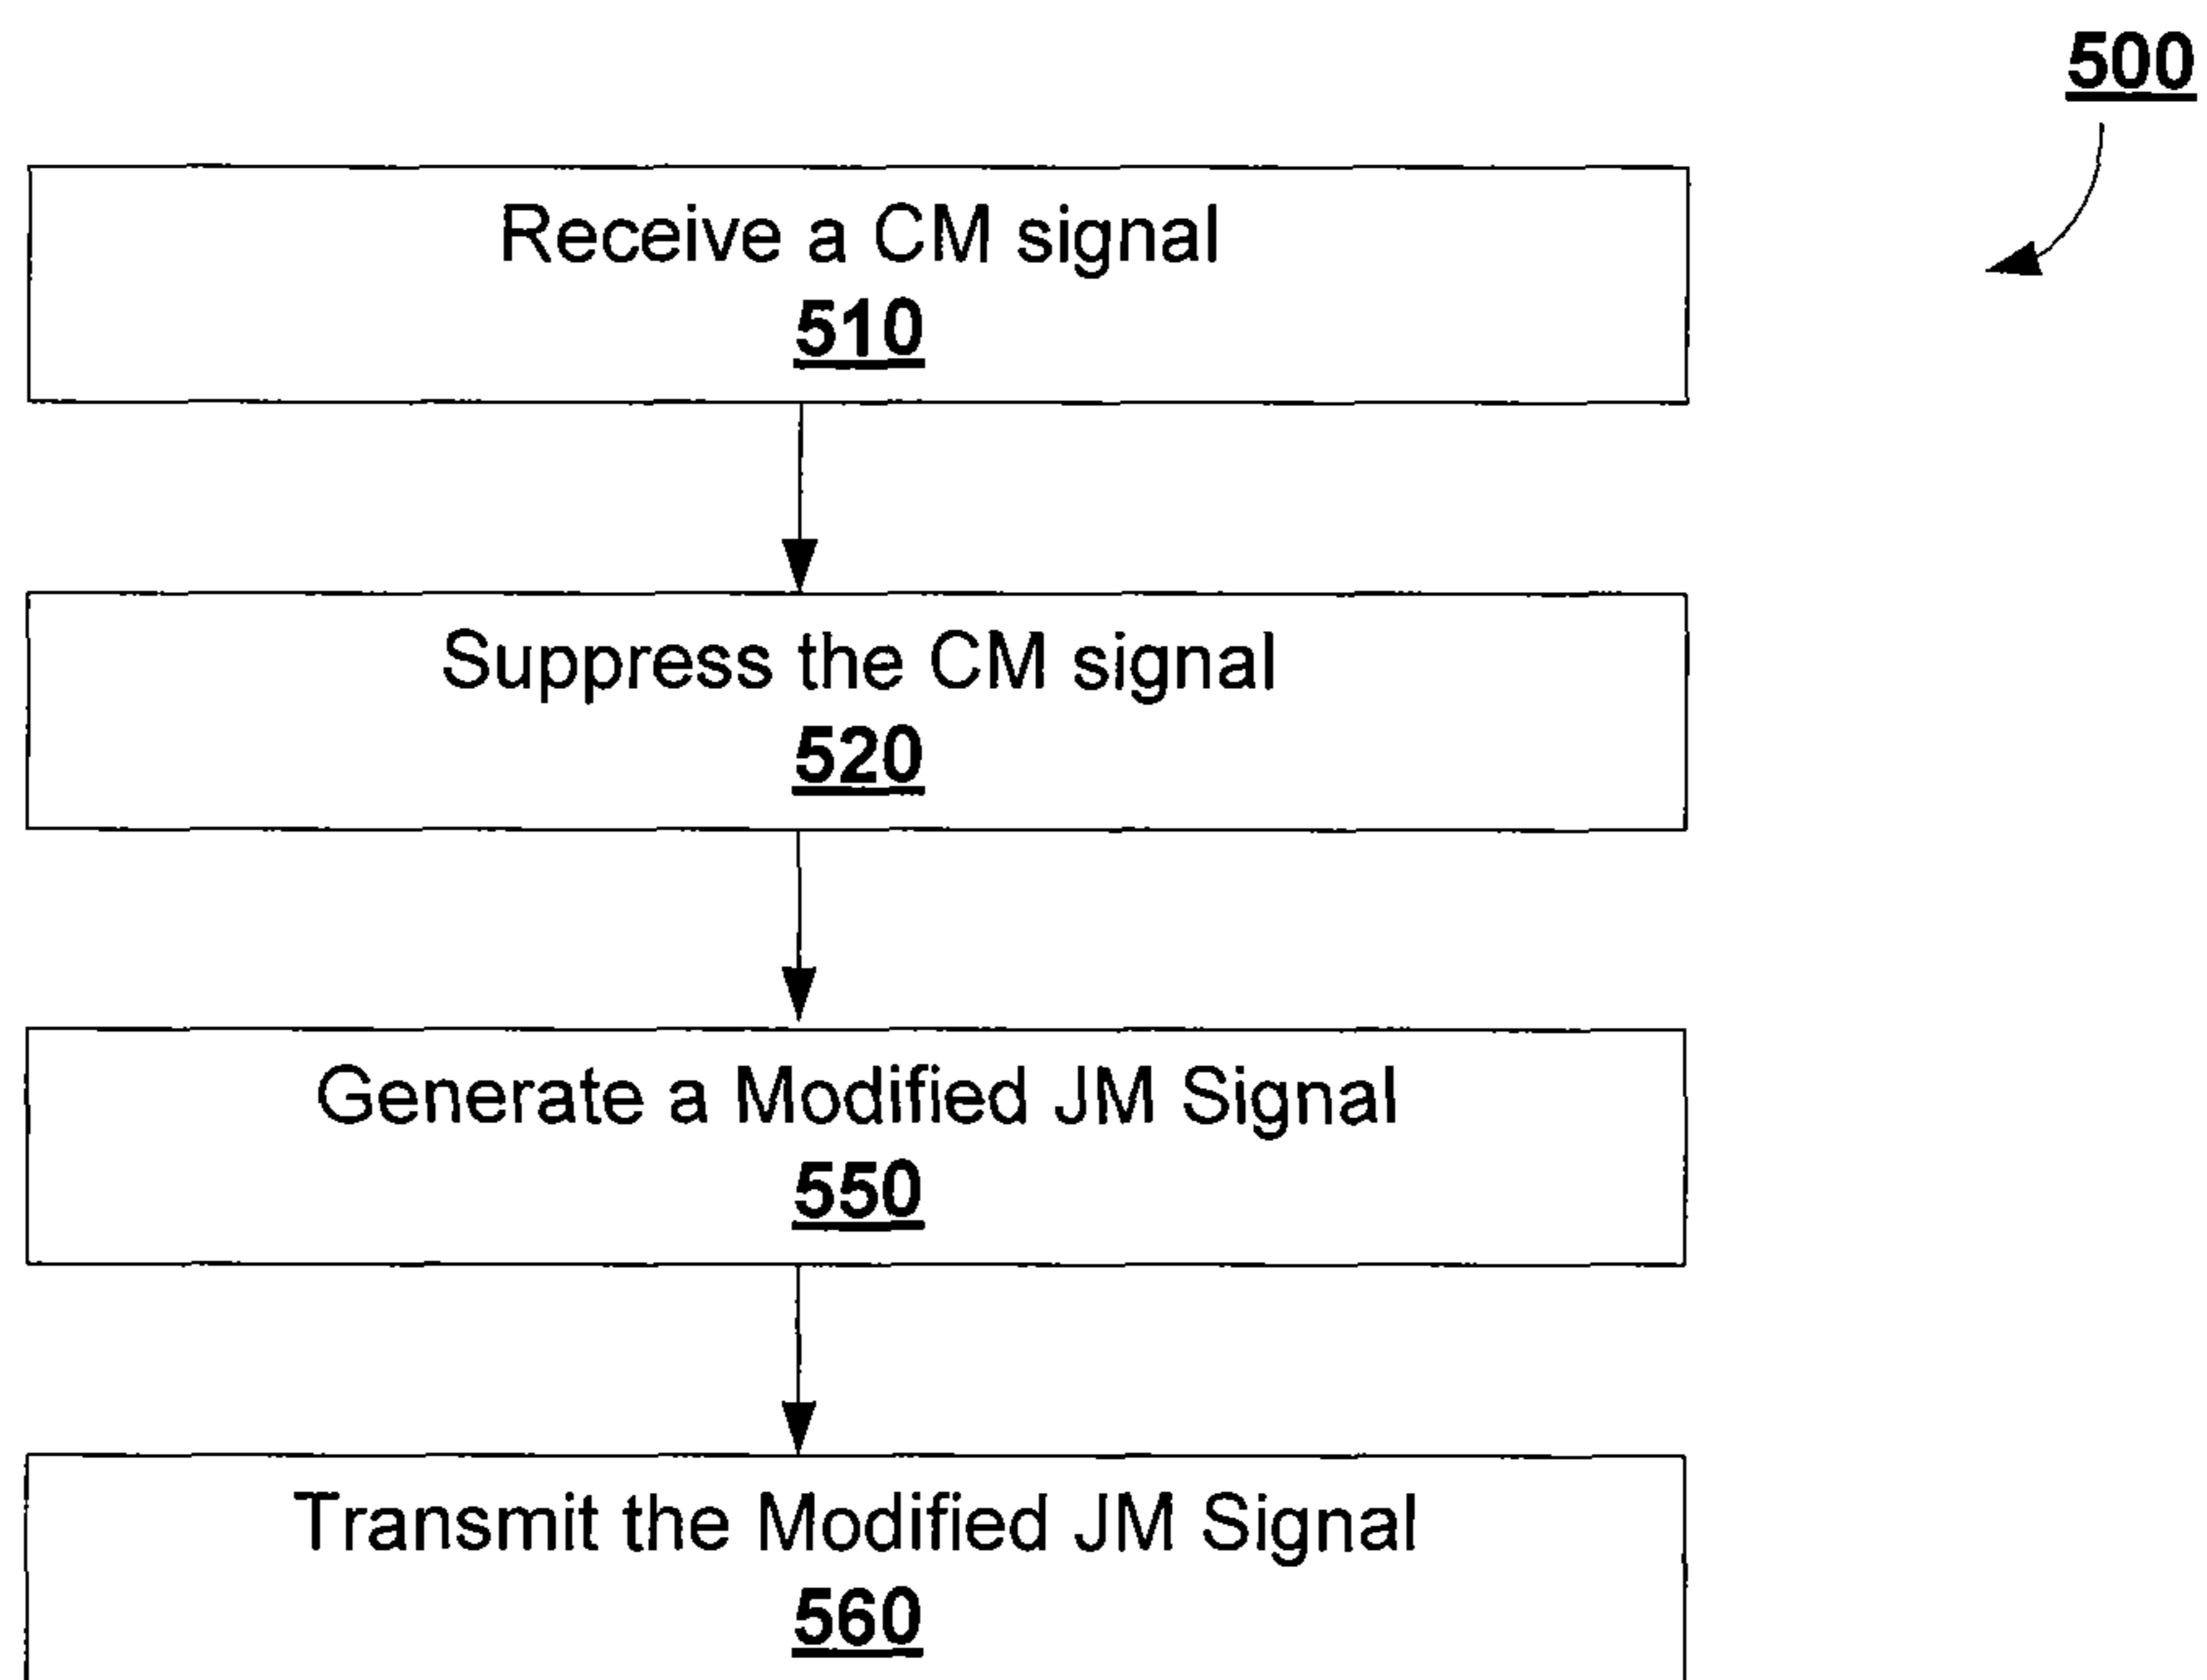 500
Receive a CM signal
510
Suppress the CM signal
520
Generate a Modified JM Signal
550
Transmit the Modified JM Signal
560